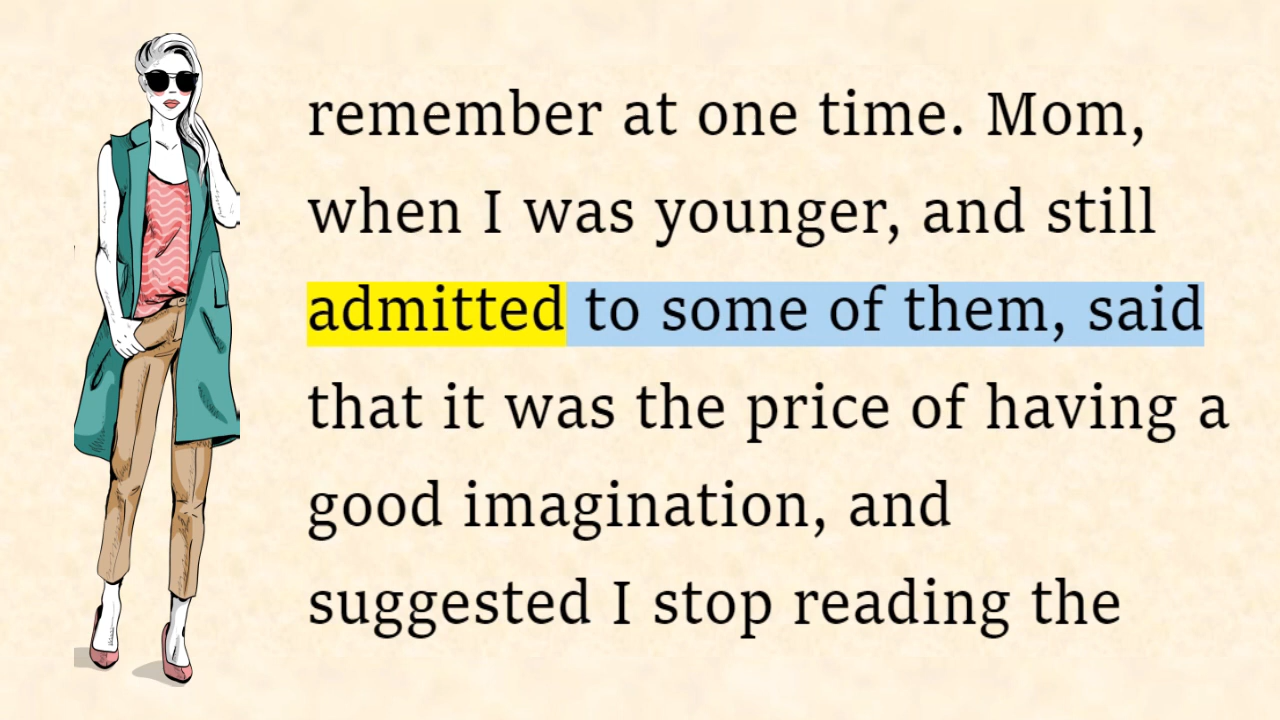 remember at one time. Mom,
when I was younger, and still
admitted to some of them, said
that it was the price of having a
good imagination, and
suggested I stop reading the